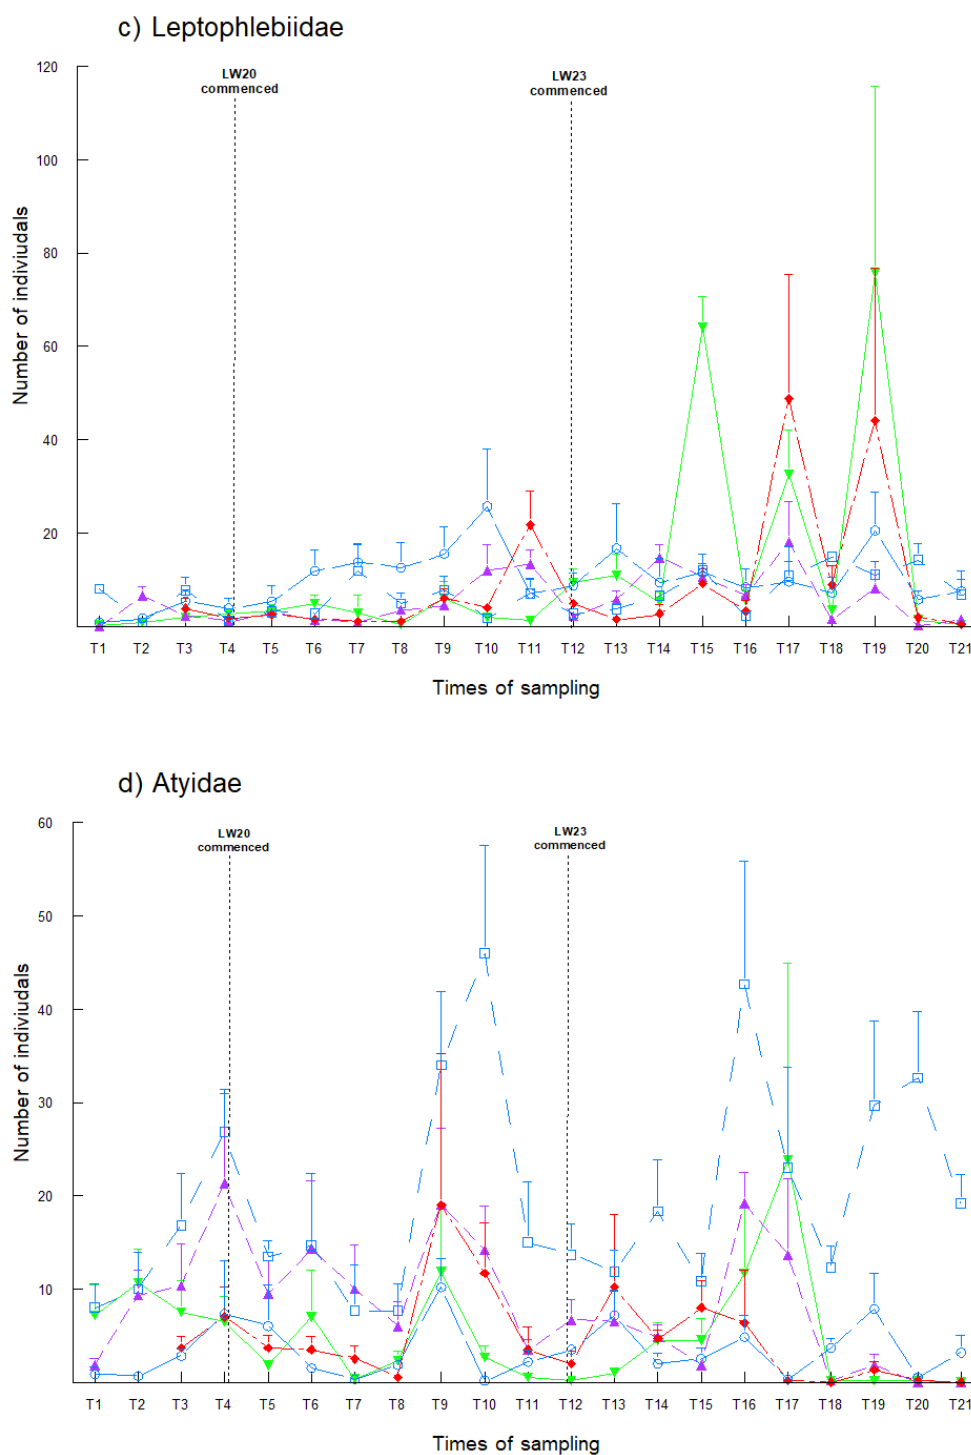 c) Leptophlebiidae
LW20
commenced
LW23
commenced
120
100
80
60
40
20
Number of indiviudals
T1 T2 T3 T4 T5 T6 T7 T8 T9 T10 T11 T12 T13 T14 T15 T16 T17 T18 T19 T20 T21
Times of sampling
d) Atyidae
LW20
commenced
LW23
commenced
60
50
40
30
20
10
Number of indiviudals
T1 T2 T3 T4 T5 T6 T7 T8 T9 T10 T11 T12 T13 T14 T15 T16 T17 T18 T19 T20 T21
Times of sampling